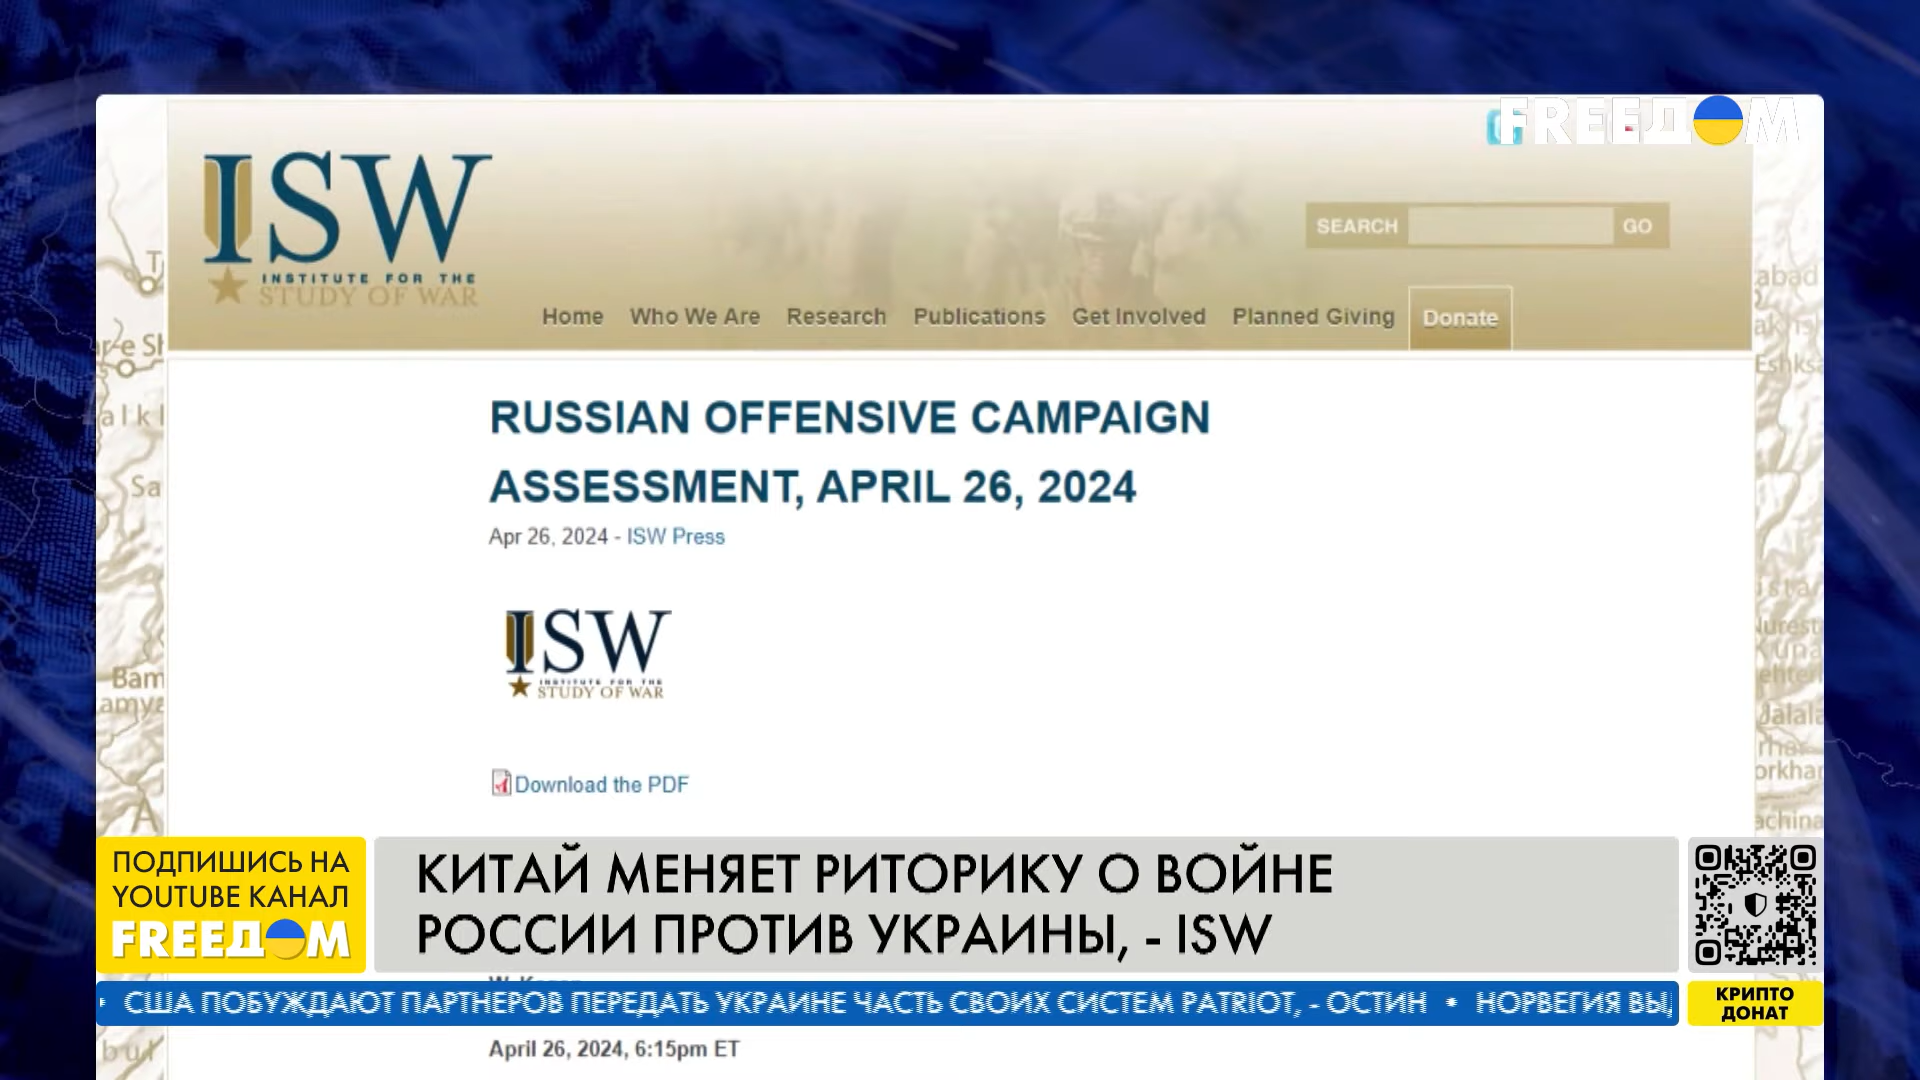 FREEДОМ
ISW
INSTITUTE FOR THE
STUDY OF WAR
SEARCH GO
Home Who We Are Research Publications Get Involved Planned Giving Donate
RUSSIAN OFFENSIVE CAMPAIGN
ASSESSMENT, APRIL 26, 2024
Apr 26, 2024 - ISW Press
ISW
INSTITUTE FOR THE
STUDY OF WAR
Download the PDF
ПОДПИШИСЬ НА
YOUTUBE КАНАЛ
FREEДОМ
КИТАЙ МЕНЯЕТ РИТОРИКУ О ВОЙНЕ
РОССИИ ПРОТИВ УКРАИНЫ, - ISW
• США ПОБУЖДАЮТ ПАРТНЕРОВ ПЕРЕДАТЬ УКРАИНЕ ЧАСТЬ СВОИХ СИСТЕМ PATRIOT, - ОСТИН • НОРВЕГИЯ
КРИПТО
ДОНАТ
April 26, 2024, 6:15pm ET